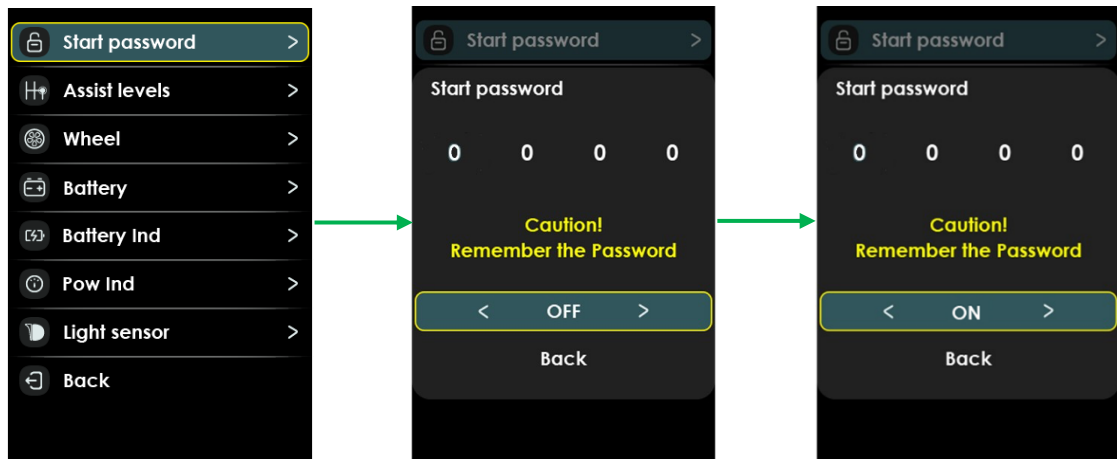 Start password >
Assist levels >
Wheel >
Battery >
Battery Ind >
Pow Ind >
Light sensor >
Back
Start password >
Start password
0 0 0 0
Caution!
Remember the Password
< OFF >
Back
Start password >
Start password
0 0 0 0
Caution!
Remember the Password
< ON >
Back